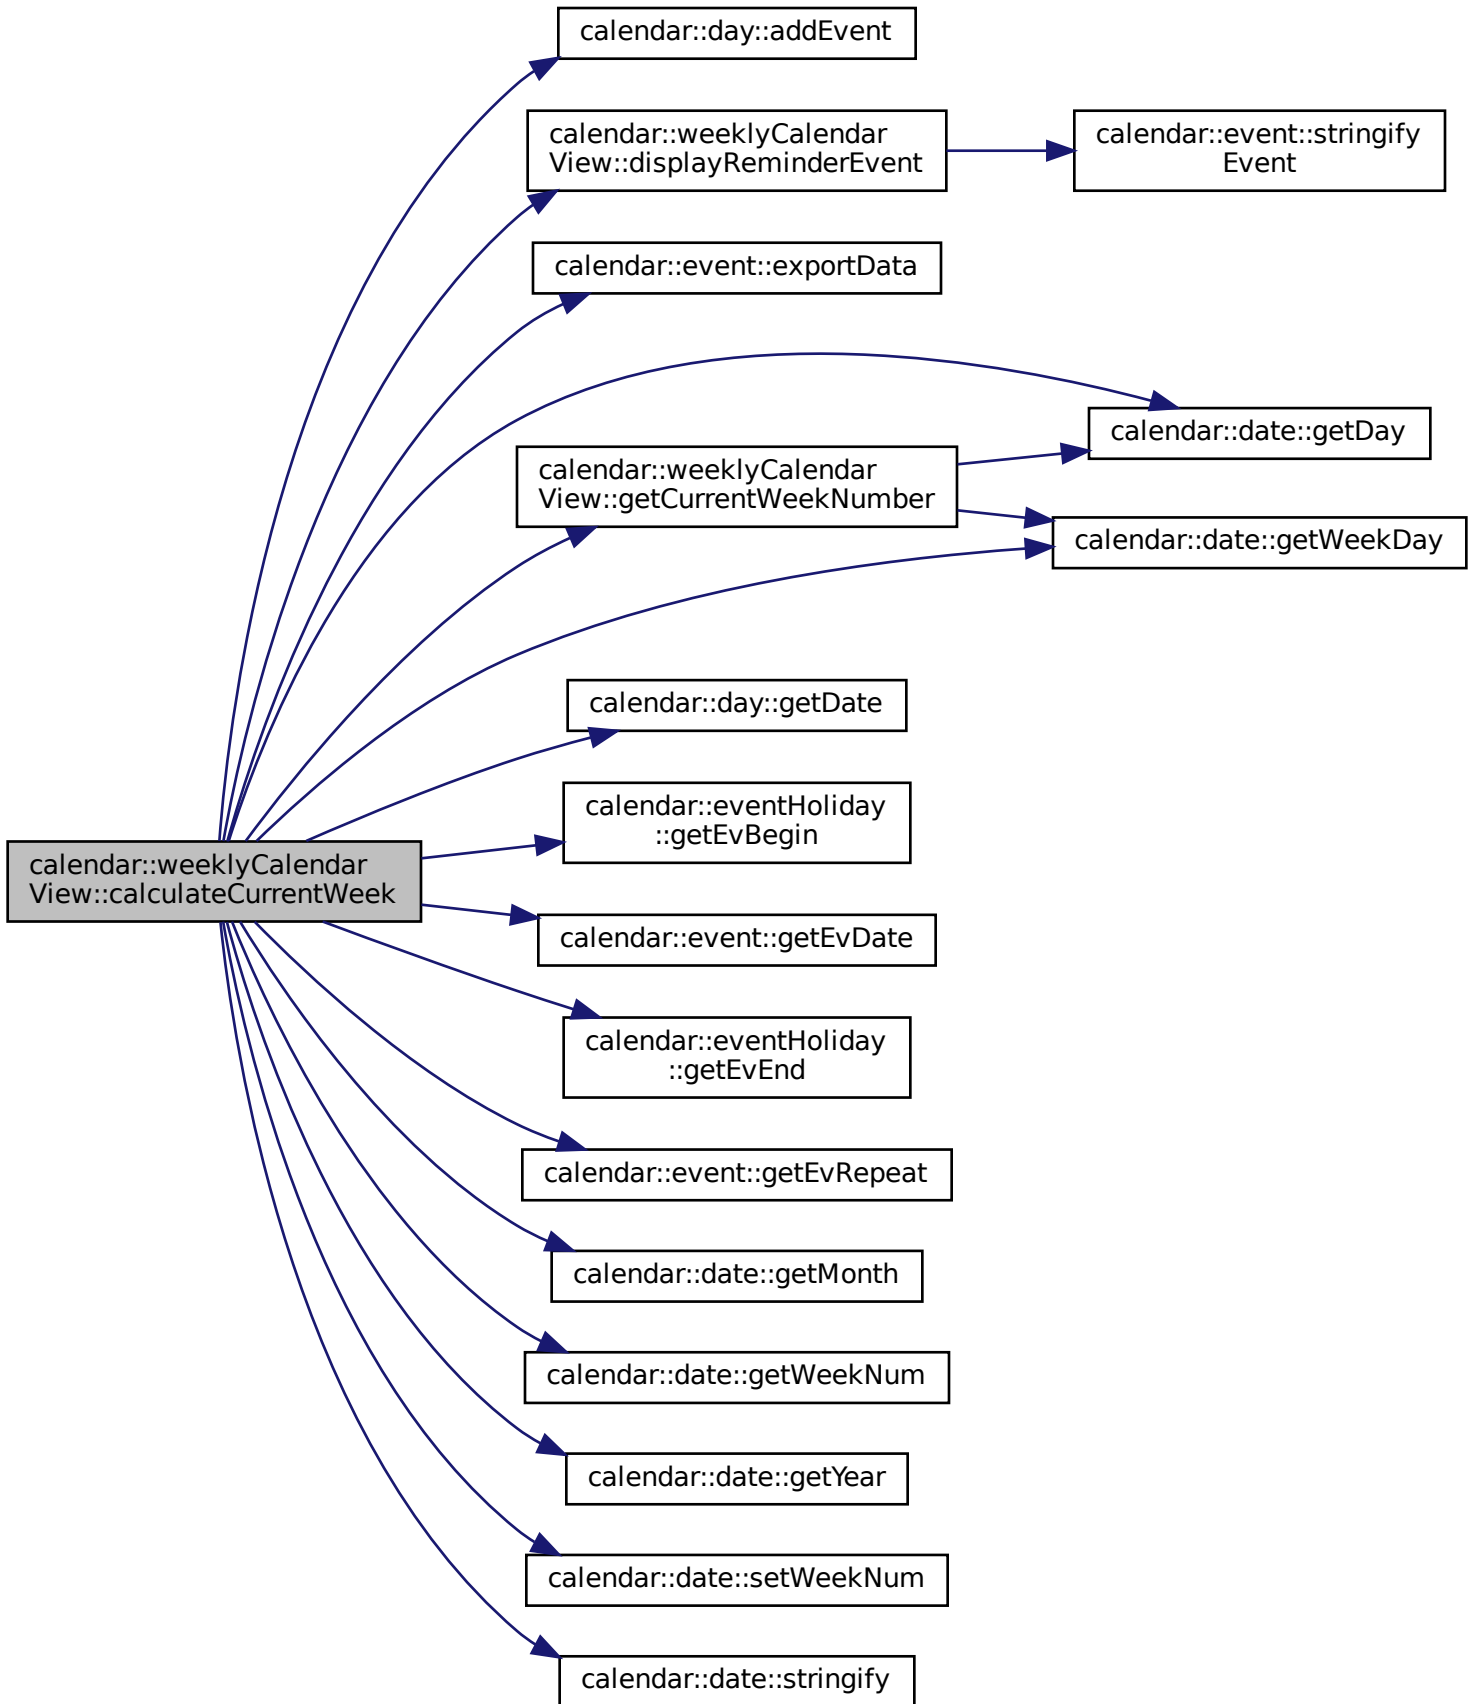 calendar::day::addEvent
calendar::weeklyCalendar
View::displayReminderEvent
calendar::event::stringify
Event
calendar::event::exportData
calendar::date::getDay
calendar::weeklyCalendar
View::getCurrentWeekNumber
calendar::date::getWeekDay
calendar::day::getDate
calendar::eventHoliday
::getEvBegin
calendar::weeklyCalendar
View::calculateCurrentWeek
calendar::event::getEvDate
calendar::eventHoliday
::getEvEnd
calendar::event::getEvRepeat
calendar::date::getMonth
calendar::date::getWeekNum
calendar::date::getYear
calendar::date::setWeekNum
calendar::date::stringify